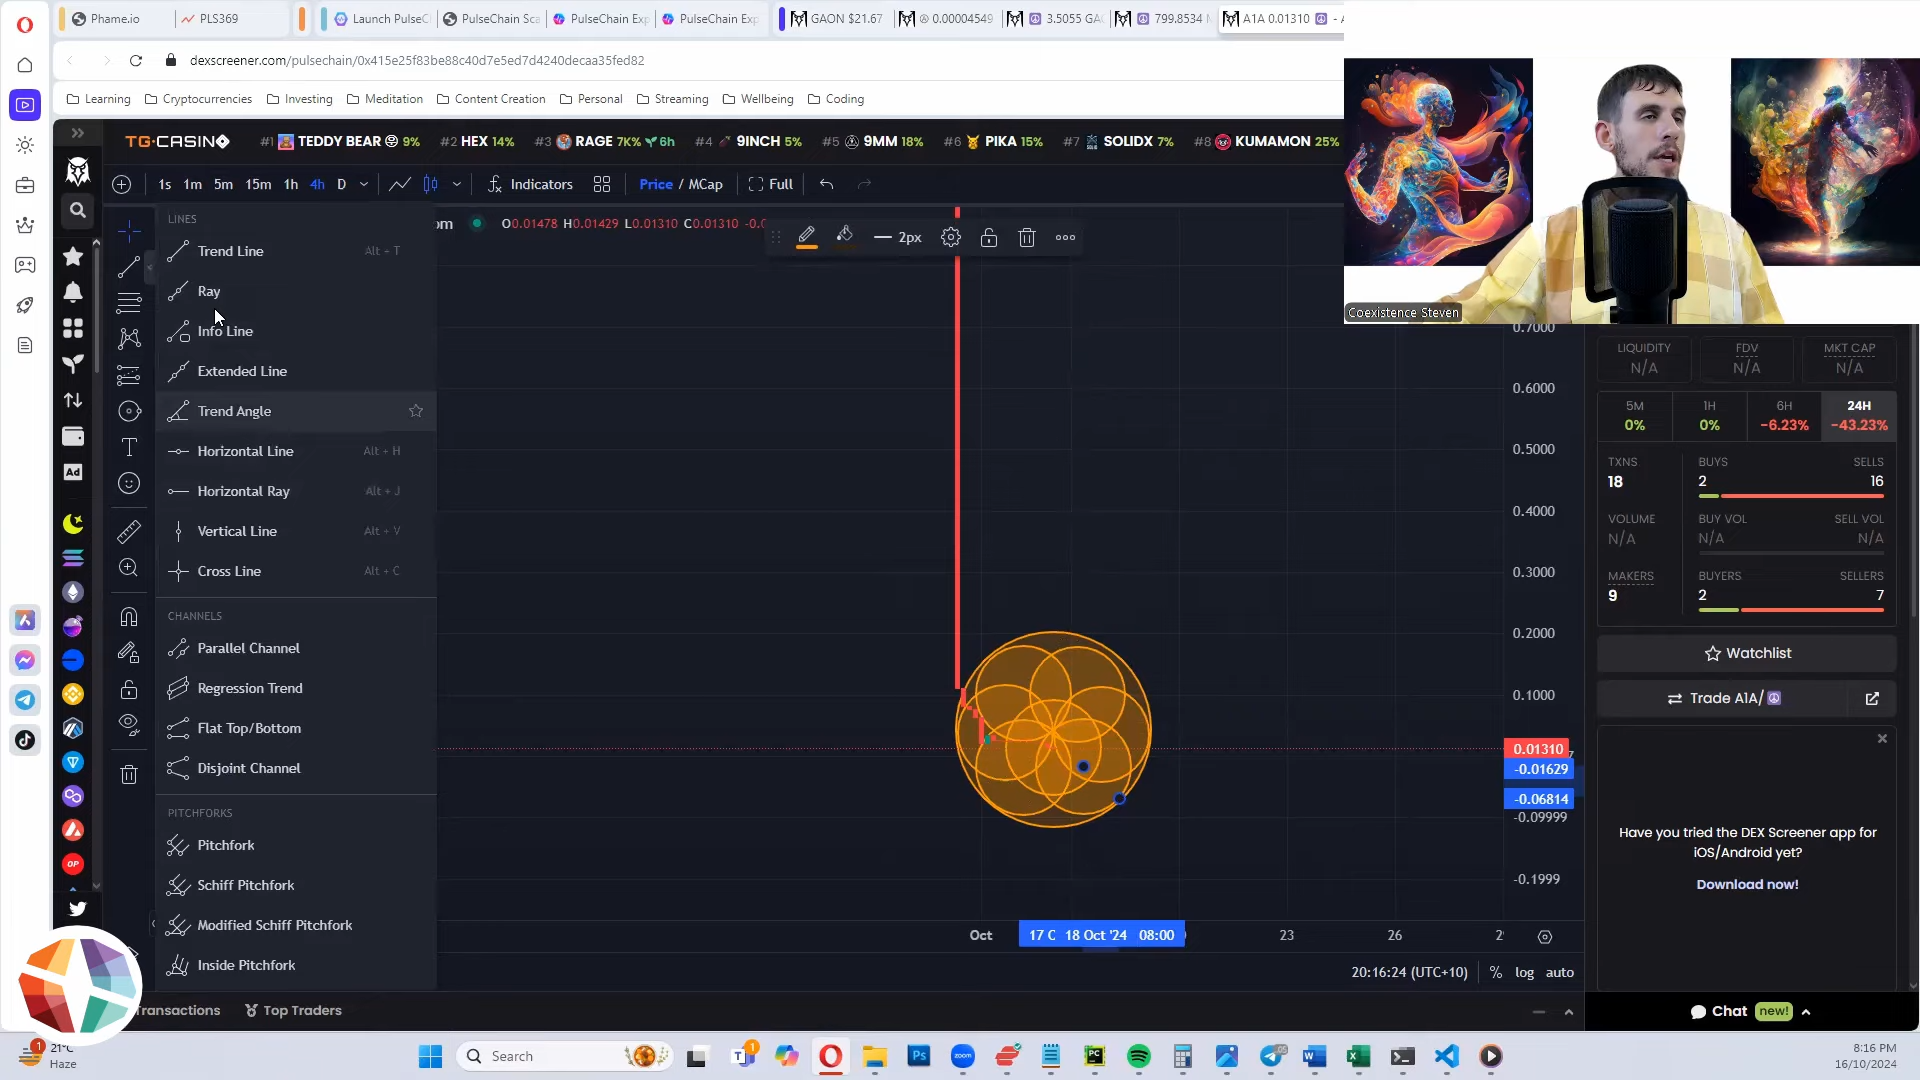 Phame.io
PLS369
Launch PulseC
PulseChain Sca
PulseChain Exp
PulseChain Exp
GAON $21.67
0.00004549
3.5055 GA
799.8534
A1A 0.01310
dexscreener.com/pulsechain/0x415e25f83be88c40d7e5ed7d4240decaa35fed82
Learning
Cryptocurrencies
Investing
Meditation
Content Creation
Personal
Streaming
Wellbeing
Coding
TG.CASINO
#1 TEDDY BEAR 9%
#2 HEX 14%
#3 RAGE 7K% 6h
#4 9INCH 5%
#5 9MM 18%
#6 PIKA 15%
#7 SOLIDX 7%
#8 KUMAMON 25%
1s 1m 5m 15m 1h 4h D
Indicators
Price / MCap
Full
om
O0.01478 H0.01429 L0.01310 C0.01310 -0.0
2px
LINES
Trend Line Alt + T
Ray
Info Line
Extended Line
Trend Angle
Horizontal Line Alt + H
Horizontal Ray Alt + J
Vertical Line Alt + V
Cross Line Alt + C
CHANNELS
Parallel Channel
Regression Trend
Flat Top/Bottom
Disjoint Channel
PITCHFORKS
Pitchfork
Schiff Pitchfork
Modified Schiff Pitchfork
Inside Pitchfork
Ad
OP
0.7000
0.6000
0.5000
0.4000
0.3000
0.2000
0.1000
0.01310
-0.01629
-0.06814
-0.09999
-0.1999
Oct
17 O
18 Oct '24 08:00
23
26
20:16:24 (UTC+10)
%
log
auto
Transactions
Top Traders
Coexistence Steven
LIQUIDITY
N/A
FDV
N/A
MKT CAP
N/A
5M
0%
1H
0%
6H
-6.23%
24H
-43.23%
TXNS
18
BUYS
2
SELLS
16
VOLUME
N/A
BUY VOL
N/A
SELL VOL
N/A
MAKERS
9
BUYERS
2
SELLERS
7
Watchlist
Trade A1A/
Have you tried the DEX Screener app for
iOS/Android yet?
Download now!
Chat new!
1
21°C
Haze
Search
8:16 PM
16/10/2024